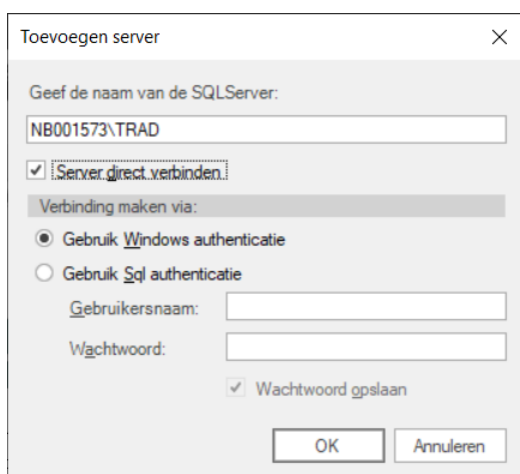 Toevoegen server
Geef de naam van de SQLServer:
NB001573\TRAD
Server direct verbinden
Verbinding maken via:
Gebruik Windows authenticatie
Gebruik Sql authenticatie
Gebruikersnaam:
Wachtwoord:
Wachtwoord opslaan
OK Annuleren